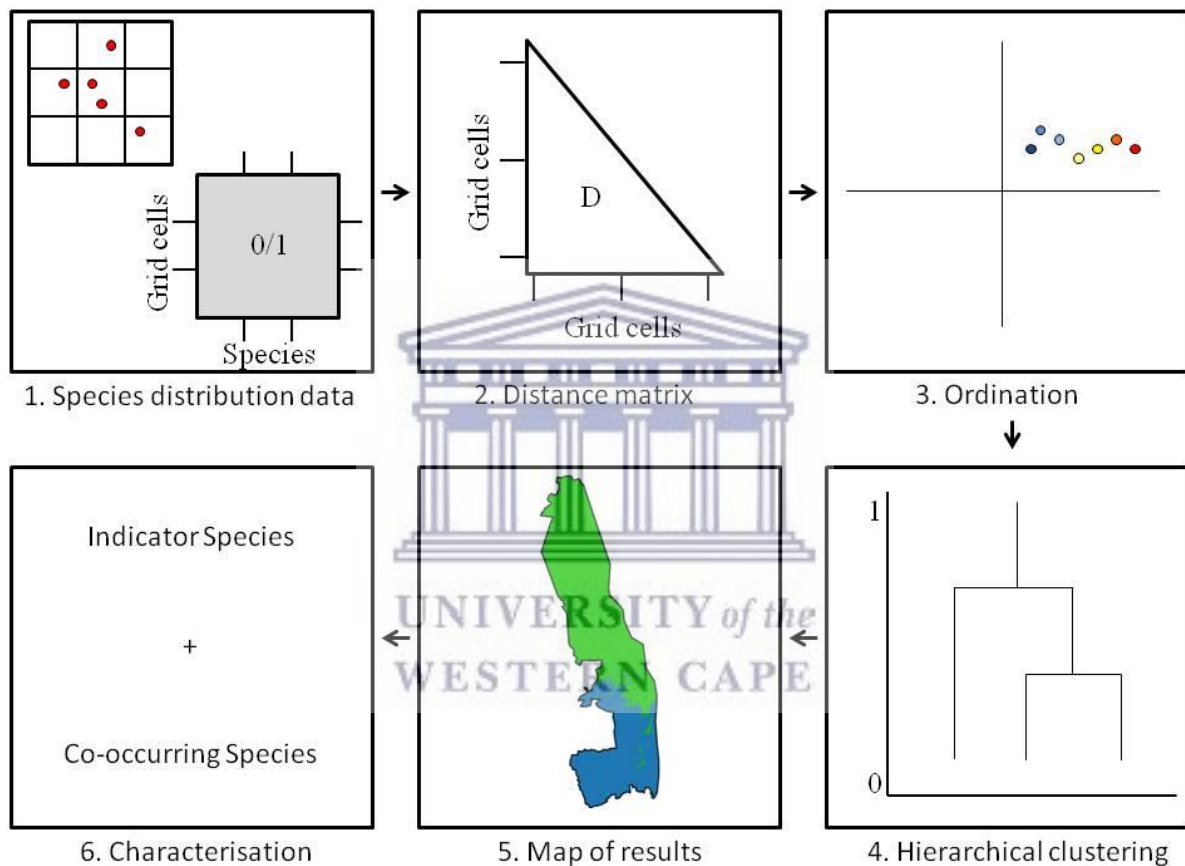 Grid cells
0/1
Species
1. Species distribution data
Grid cells
D
Grid cells
2. Distance matrix
3. Ordination
Indicator Species
+
Co-occurring Species
6. Characterisation
UNIVERSITY of the
WESTERN CAPE
5. Map of results
1
0
4. Hierarchical clustering